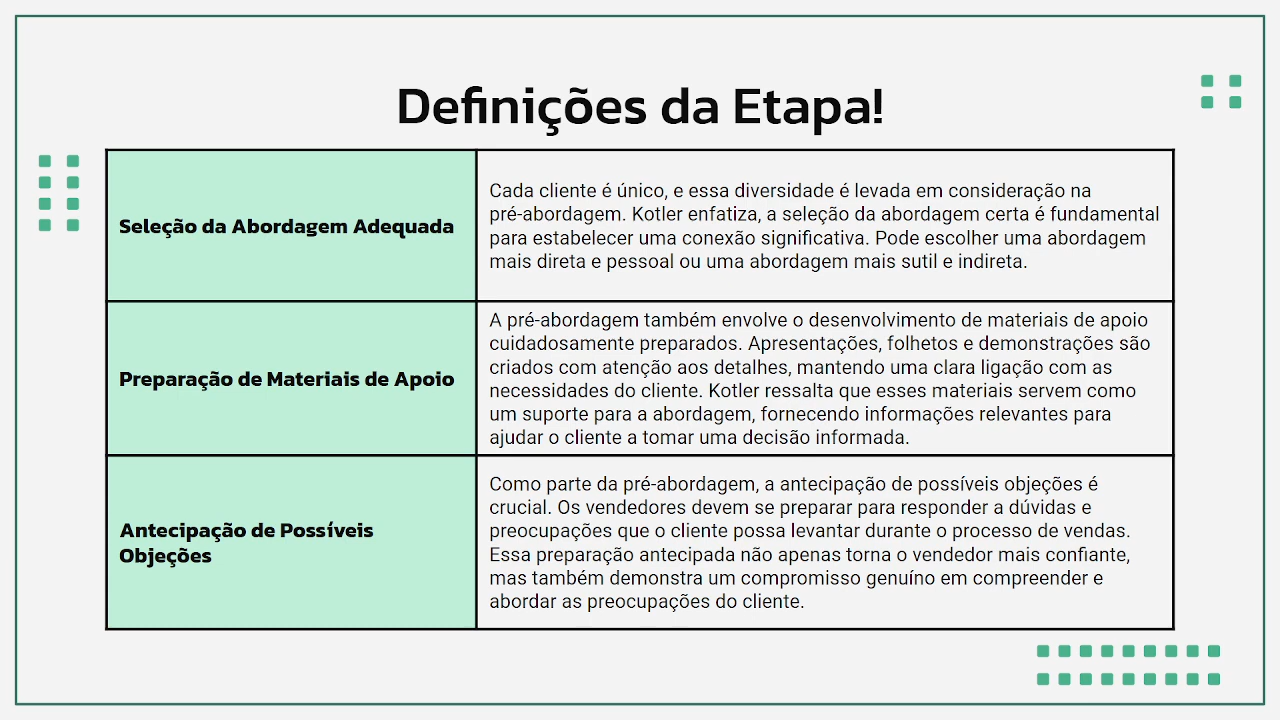 Definições da Etapa!
Seleção da Abordagem Adequada
Cada cliente é único, e essa diversidade é levada em consideração na
pré-abordagem. Kotler enfatiza, a seleção da abordagem certa é fundamental
para estabelecer uma conexão significativa. Pode escolher uma abordagem
mais direta e pessoal ou uma abordagem mais sutil e indireta.
Preparação de Materiais de Apoio
A pré-abordagem também envolve o desenvolvimento de materiais de apoio
cuidadosamente preparados. Apresentações, folhetos e demonstrações são
criados com atenção aos detalhes, mantendo uma clara ligação com as
necessidades do cliente. Kotler ressalta que esses materiais servem como
um suporte para a abordagem, fornecendo informações relevantes para
ajudar o cliente a tomar uma decisão informada.
Antecipação de Possíveis
Objeções
Como parte da pré-abordagem, a antecipação de possíveis objeções é
crucial. Os vendedores devem se preparar para responder a dúvidas e
preocupações que o cliente possa levantar durante o processo de vendas.
Essa preparação antecipada não apenas torna o vendedor mais confiante,
mas também demonstra um compromisso genuíno em compreender e
abordar as preocupações do cliente.